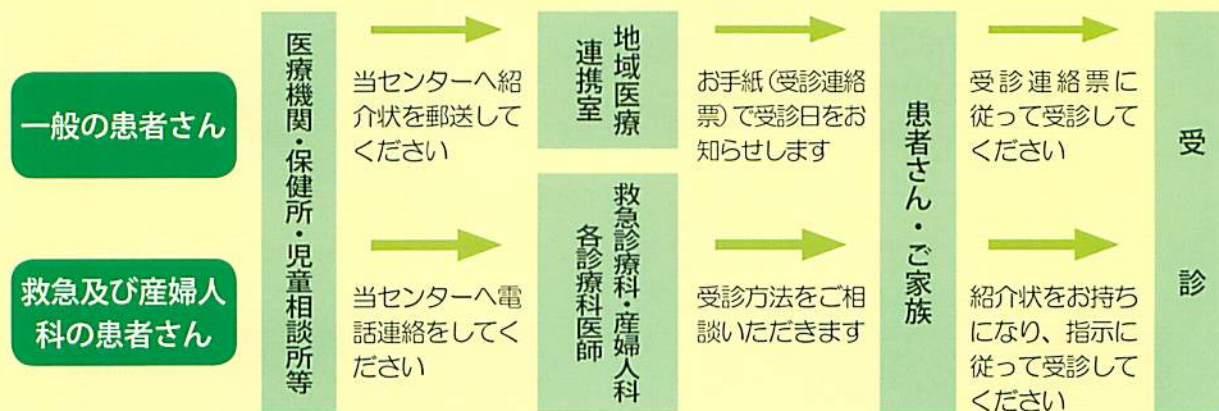 一般の患者さん
救急及び産婦人
科の患者さん
医療機関・保健所・児童相談所等
当センターへ紹
介状を郵送して
ください
当センターへ電
話連絡をしてく
ださい
地域医療
連携室
救急診療科・産婦人科
各診療科医師
お手紙(受診連絡
票)で受診日をお
知らせします
受診方法をご相
談いただきます
患者さん・ご家族
受診連絡票に
従って受診して
ください
紹介状をお持ち
になり、指示に
従って受診して
ください
受診